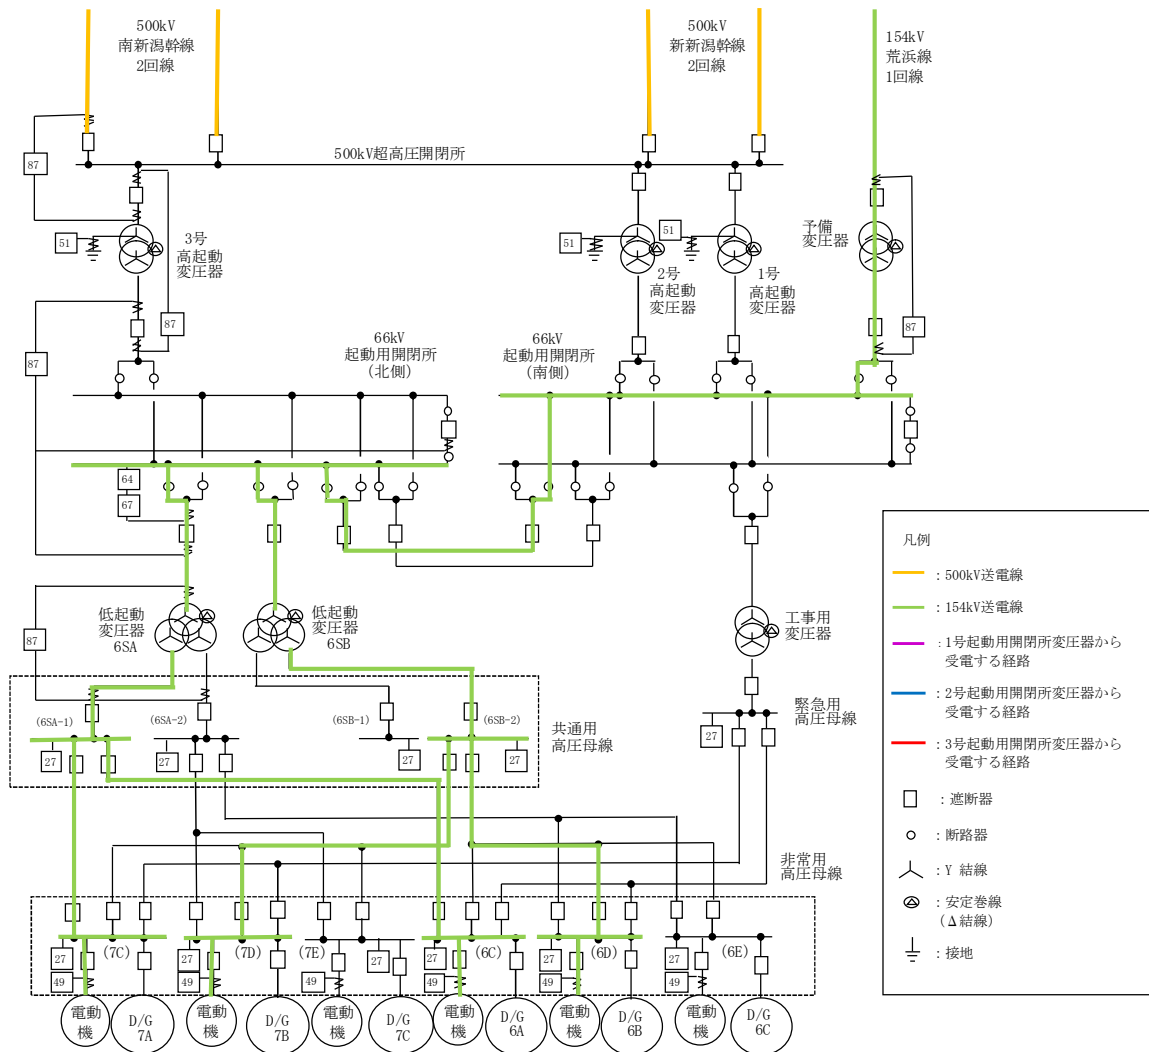 500kV
南新潟幹線
2回線
500kV
新新潟幹線
2回線
154kV
荒浜線
1回線
500kV超高圧開閉所
87
51
3号
高起動
変圧器
51
51
2号
高起動
変圧器
1号
高起動
変圧器
予備
変圧器
87
87
87
66kV
起動用開閉所
(北側)
66kV
起動用開閉所
(南側)
64
67
低起動
変圧器
6SA
低起動
変圧器
6SB
工事用
変圧器
87
(6SA-1)
(6SA-2)
(6SB-1)
(6SB-2)
27
27
27
27
共通用
高圧母線
緊急用
高圧母線
27
非常用
高圧母線
(7C)
(7D)
(7E)
(6C)
(6D)
(6E)
27
27
27
27
27
27
49
49
49
49
49
49
電動
機
D/G
7A
電動
機
D/G
7B
電動
機
D/G
7C
電動
機
D/G
6A
電動
機
D/G
6B
電動
機
D/G
6C
凡例
：500kV送電線
：154kV送電線
：1号起動用開閉所変圧器から
受電する経路
：2号起動用開閉所変圧器から
受電する経路
：3号起動用開閉所変圧器から
受電する経路
：遮断器
：断路器
：Y 結線
：安定巻線
(Δ結線)
：接地